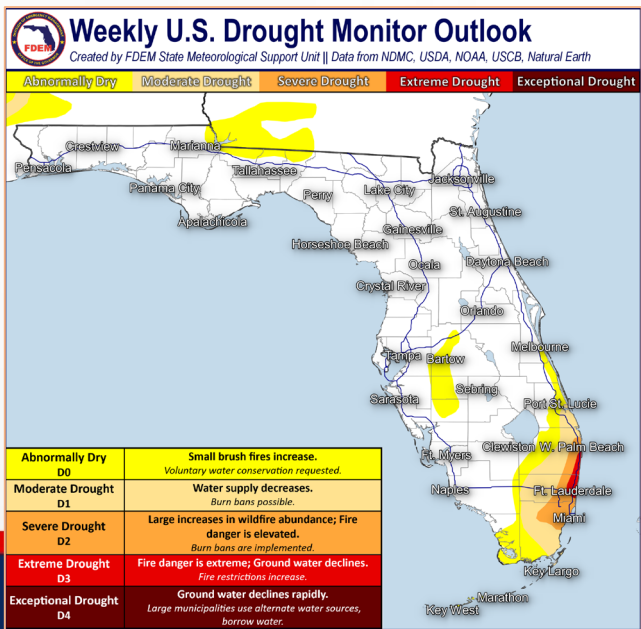 FDEM
Weekly U.S. Drought Monitor Outlook
Created by FDEM State Meteorological Support Unit || Data from NDMC, USDA, NOAA, USCB, Natural Earth
Abnormally Dry Moderate Drought Severe Drought Extreme Drought Exceptional Drought
Crestview
Marianna
Pensacola
Tallahassee
Jacksonville
Panama City
Perry
Lake City
Apalachicola
St. Augustine
Gainesville
Horseshoe Beach
Ocala
Daytona Beach
Crystal River
Orlando
Melbourne
Tampa
Bartow
Sebring
Sarasota
Port St. Lucie
Clewiston
W. Palm Beach
Ft. Myers
Naples
Ft. Lauderdale
Miami
Key Largo
Marathon
Key West
Abnormally Dry
D0
Small brush fires increase.
Voluntary water conservation requested.
Moderate Drought
D1
Water supply decreases.
Burn bans possible.
Severe Drought
D2
Large increases in wildfire abundance; Fire
danger is elevated.
Burn bans are implemented.
Extreme Drought
D3
Fire danger is extreme; Ground water declines.
Fire restrictions increase.
Exceptional Drought
D4
Ground water declines rapidly.
Large municipalities use alternate water sources,
borrow water.